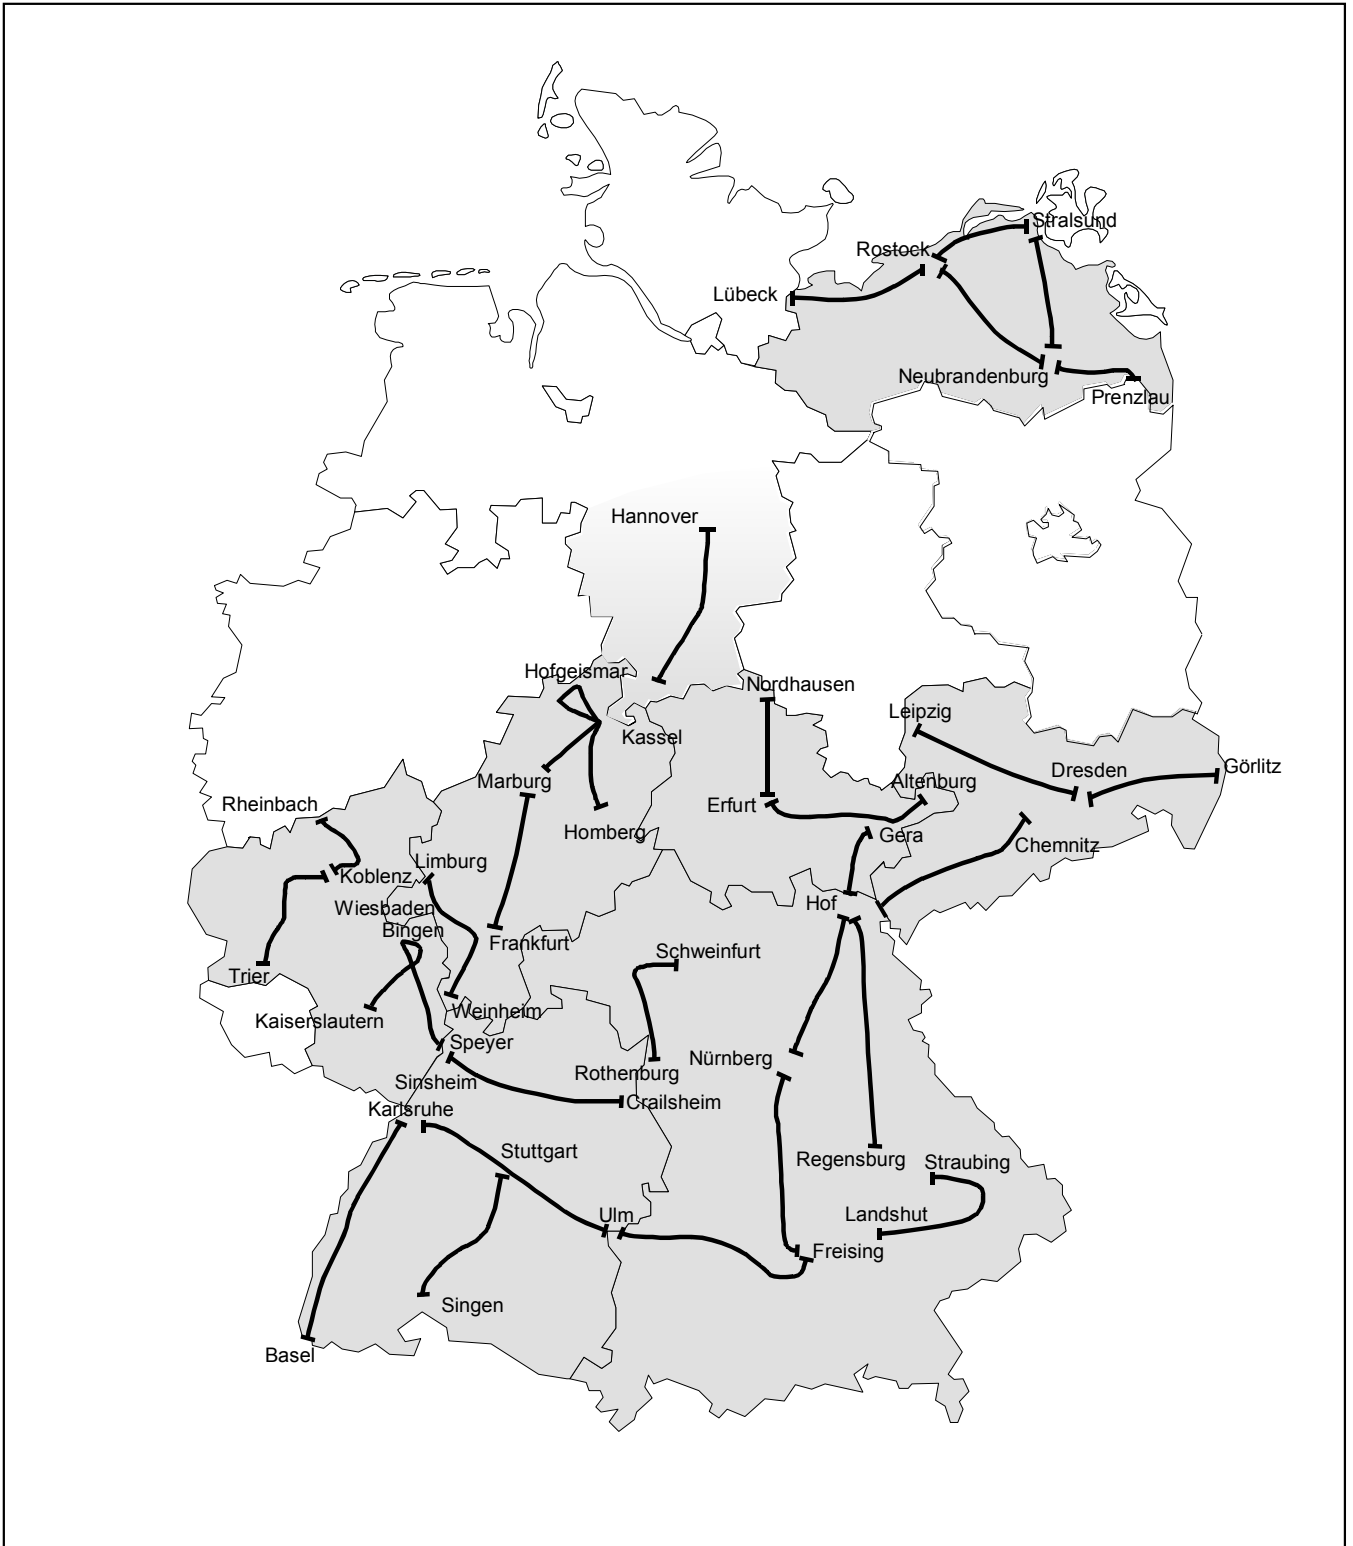 Stralsund
Rostock
Lübeck
Neubrandenburg
Prenzlau
Hannover
Hofgeismar
Nordhausen
Leipzig
Kassel
Görlitz
Dresden
Marburg
Altenburg
Rheinbach
Erfurt
Homberg
Gera
Chemnitz
Limburg
Koblenz
Hof
Wiesbaden
Bingen
Frankfurt
Schweinfurt
Trier
Weinheim
Kaiserslautern
Speyer
Nürnberg
Rothenburg
Sinsheim
Crailsheim
Karlsruhe
Stuttgart
Regensburg
Straubing
Ulm
Landshut
Freising
Singen
Basel